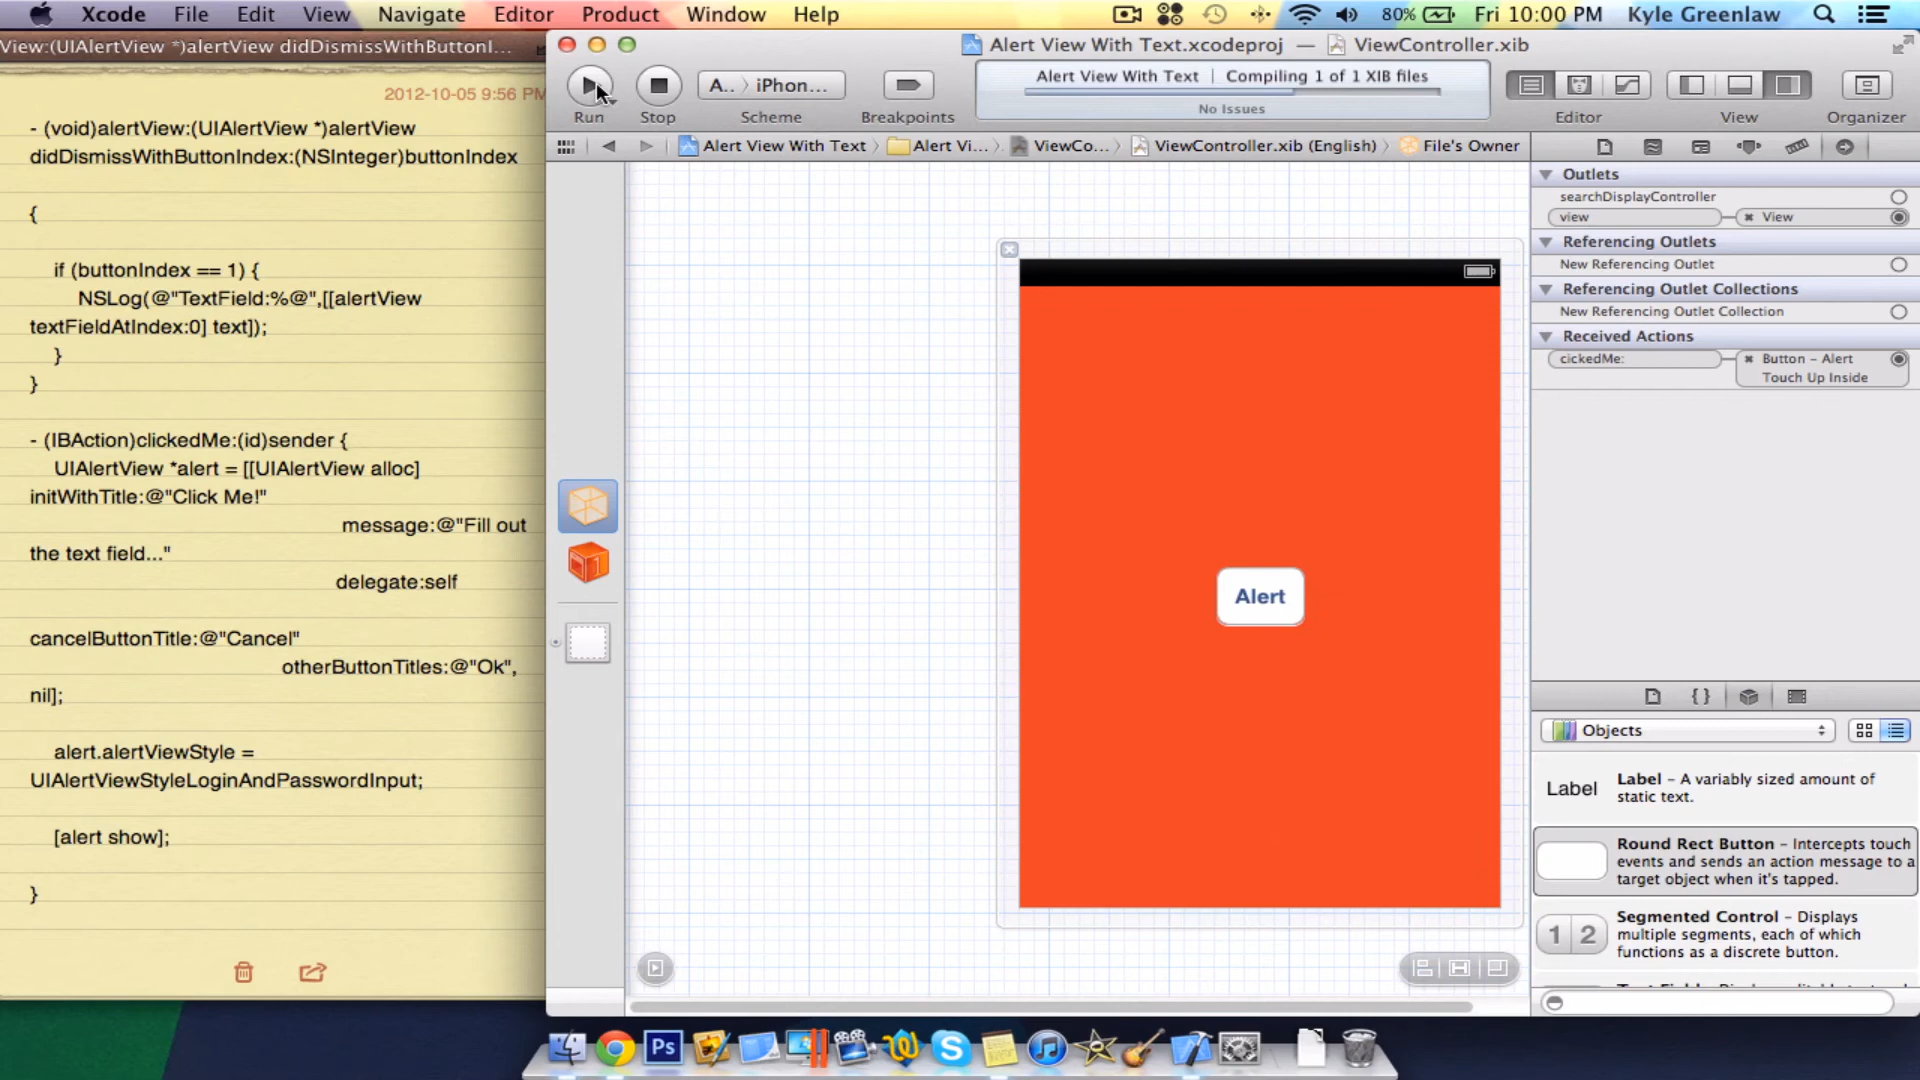 Xcode File Edit View Navigate Editor Product Window Help 80% Fri 10:00 PM Kyle Greenlaw
View:(UIAlertView *)alertView didDismissWithButtonI...
2012-10-05 9:56 PM
- (void)alertView:(UIAlertView *)alertView
didDismissWithButtonIndex:(NSInteger)buttonIndex
{
if (buttonIndex == 1) {
NSLog(@"TextField:%@",[[alertView
textFieldAtIndex:0] text]);
}
}
- (IBAction)clickedMe:(id)sender {
UIAlertView *alert = [[UIAlertView alloc]
initWithTitle:@"Click Me!"
message:@"Fill out
the text field..."
delegate:self
cancelButtonTitle:@"Cancel"
otherButtonTitles:@"Ok",
nil];
alert.alertViewStyle =
UIAlertViewStyleLoginAndPasswordInput;
[alert show];
}
Alert View With Text.xcodeproj — ViewController.xib
A.. iPhon...
Alert View With Text | Compiling 1 of 1 XIB files
No Issues
Run Stop Scheme Breakpoints Editor View Organizer
Alert View With Text Alert Vi... ViewCo... ViewController.xib (English) File's Owner
Alert
Outlets
searchDisplayController
view View
Referencing Outlets
New Referencing Outlet
Referencing Outlet Collections
New Referencing Outlet Collection
Received Actions
cickedMe: Button - Alert
Touch Up Inside
{ }
Objects
Label
Label - A variably sized amount of
static text.
Round Rect Button - Intercepts touch
events and sends an action message to a
target object when it's tapped.
1 2
Segmented Control - Displays
multiple segments, each of which
functions as a discrete button.
Ps